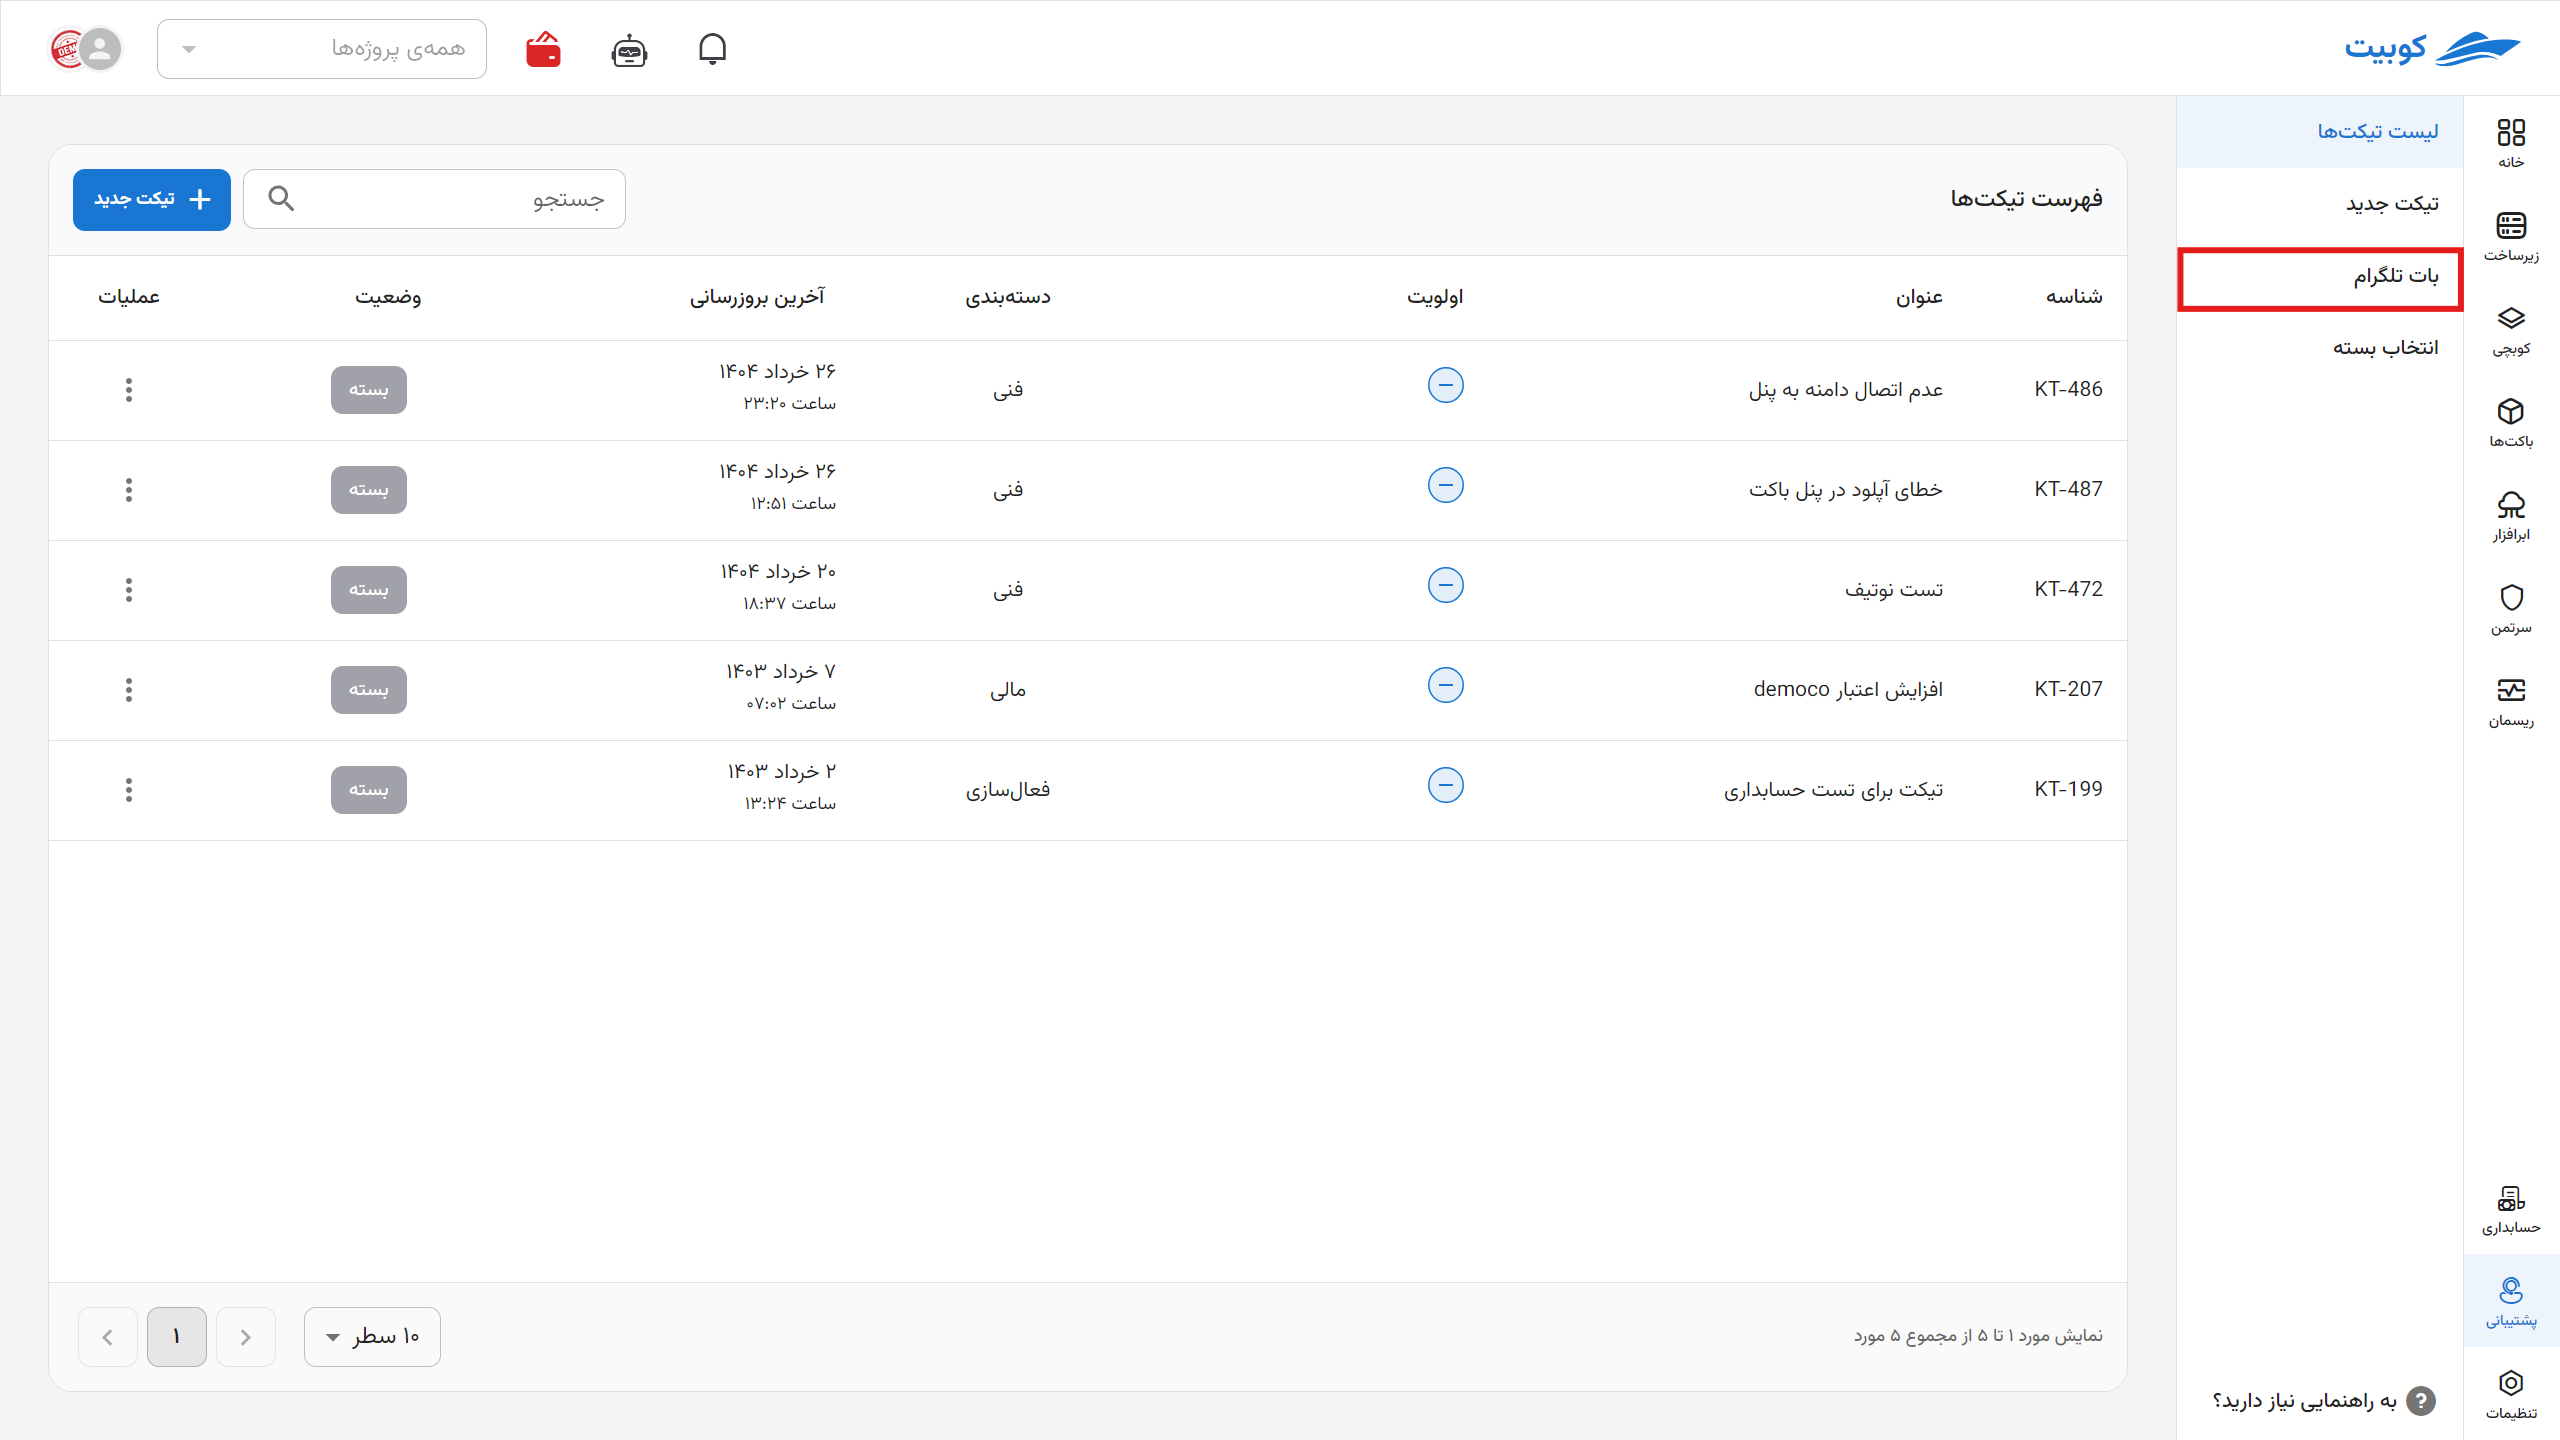 کوبیت
همه‌ی پروژه‌ها
DEM
خانه
زیرساخت
کوبچی
باکت‌ها
ابرافزار
سرتمن
ریسمان
حسابداری
پشتیبانی
تنظیمات
لیست تیکت‌ها
تیکت جدید
بات تلگرام
انتخاب بسته
به راهنمایی نیاز دارید؟
فهرست تیکت‌ها
جستجو
تیکت جدید
شناسه عنوان اولویت دسته‌بندی آخرین بروزرسانی وضعیت عملیات
KT-486 عدم اتصال دامنه به پنل فنی ۲۶ خرداد ۱۴۰۴ بسته
ساعت ۲۳:۲۰
KT-487 خطای آپلود در پنل باکت فنی ۲۶ خرداد ۱۴۰۴ بسته
ساعت ۱۲:۵۱
KT-472 تست نوتیف فنی ۲۰ خرداد ۱۴۰۴ بسته
ساعت ۱۸:۳۷
KT-207 افزایش اعتبار democo مالی ۷ خرداد ۱۴۰۳ بسته
ساعت ۰۷:۰۲
KT-199 تیکت برای تست حسابداری فعال‌سازی ۲ خرداد ۱۴۰۳ بسته
ساعت ۱۳:۲۴
نمایش مورد ۱ تا ۵ از مجموع ۵ مورد
۱۰ سطر
۱